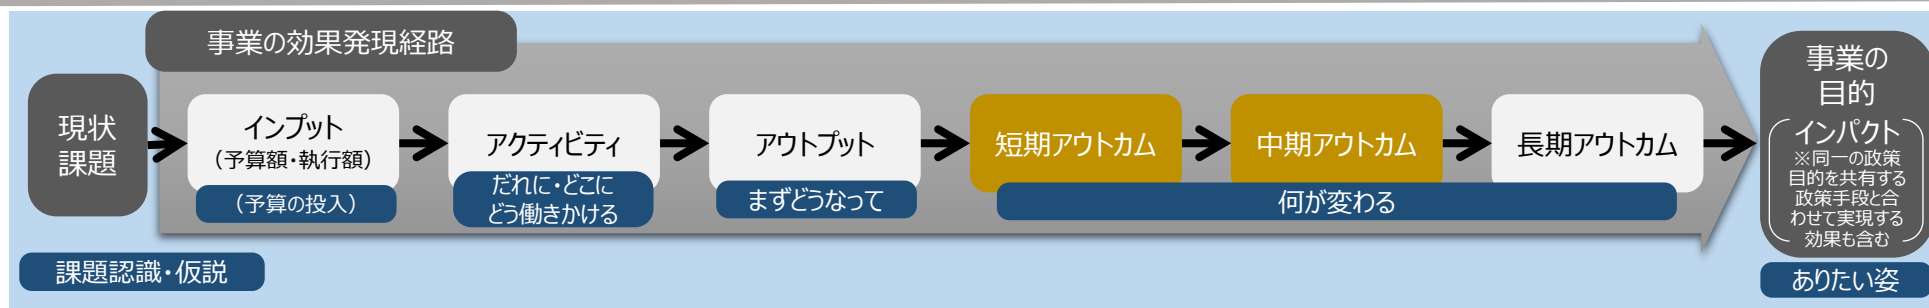 事業の効果発現経路
現状
課題
インプット
（予算額・執行額）
（予算の投入）
アクティビティ
だれに・どこに
どう働きかける
アウトプット
まずどうなって
短期アウトカム
中期アウトカム
長期アウトカム
何が変わる
事業の
目的
インパクト
※同一の政策
目的を共有する
政策手段と合
わせて実現する
効果も含む
課題認識・仮説
ありたい姿